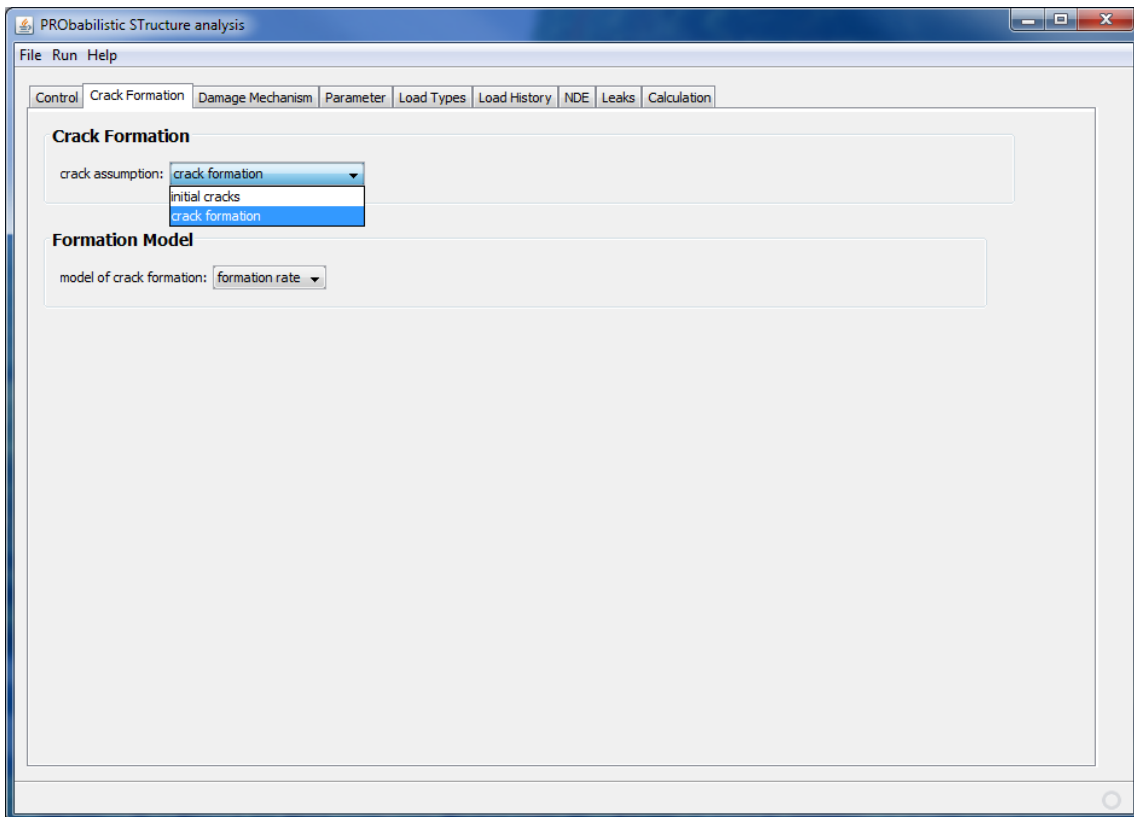 PRObabilistic STructure analysis
File Run Help
Control Crack Formation Damage Mechanism Parameter Load Types Load History NDE Leaks Calculation
Crack Formation
crack assumption: crack formation
initial cracks
crack formation
Formation Model
model of crack formation: formation rate